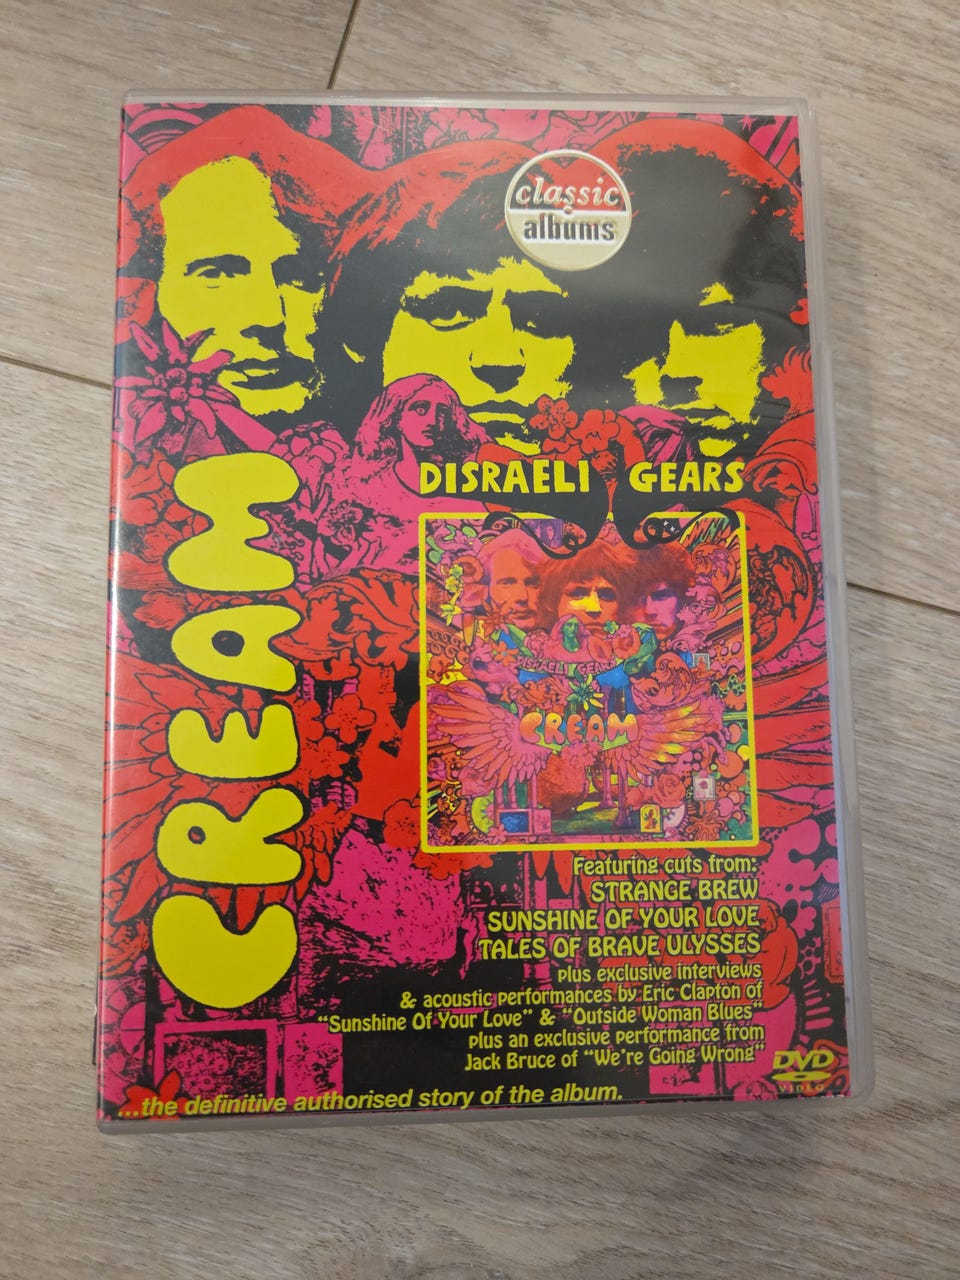 classic
albums
CREAM
DISRAELI GEARS
DISRAELI GEARS
CREAM
Featuring cuts from:
STRANGE BREW
SUNSHINE OF YOUR LOVE
TALES OF BRAVE ULYSSES
plus exclusive interviews
& acoustic performances by Eric Clapton of
"Sunshine Of Your Love" & "Outside Woman Blues"
plus an exclusive performance from
Jack Bruce of "We're Going Wrong"
DVD
VIDEO
...the definitive authorised story of the album.